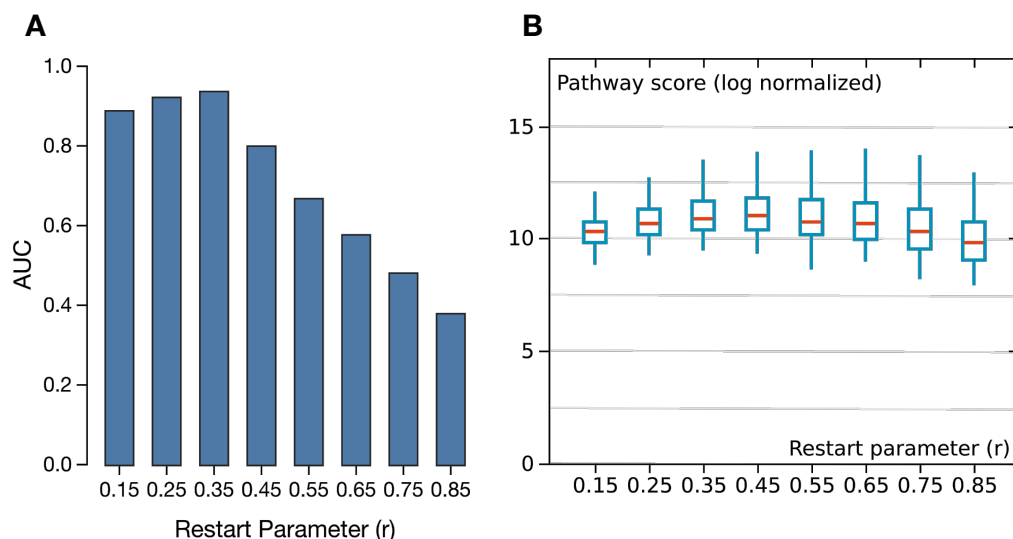 A
1.0
0.8
0.6
0.4
0.2
0.0
AUC
0.15 0.25 0.35 0.45 0.55 0.65 0.75 0.85
Restart Parameter (r)
B
Pathway score (log normalized)
15
10
5
0
Restart parameter (r)
0.15 0.25 0.35 0.45 0.55 0.65 0.75 0.85